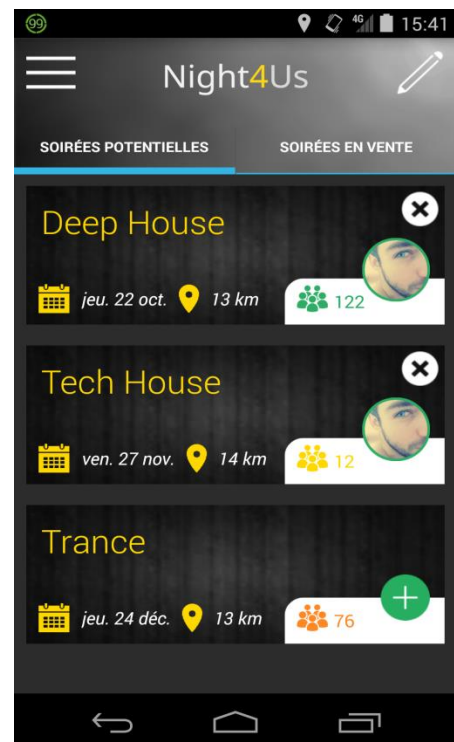 99 4G 15:41
Night4Us
SOIRÉES POTENTIELLES SOIRÉES EN VENTE
Deep House
jeu. 22 oct. 13 km 122
Tech House
ven. 27 nov. 14 km 12
Trance
jeu. 24 déc. 13 km 76